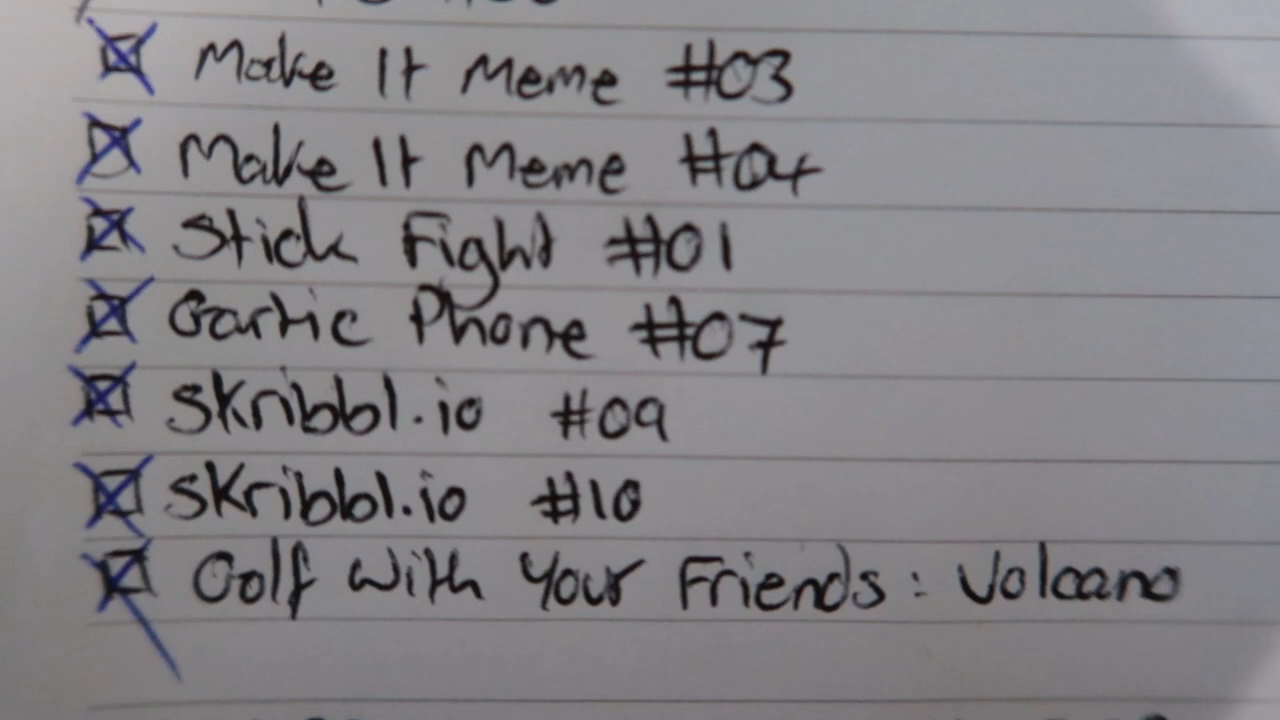 Make It Meme #03
Make It Meme #04
Stick Fight #01
Gartic Phone #07
skribbl.io #09
skribbl.io #10
Golf With Your Friends: Volcano